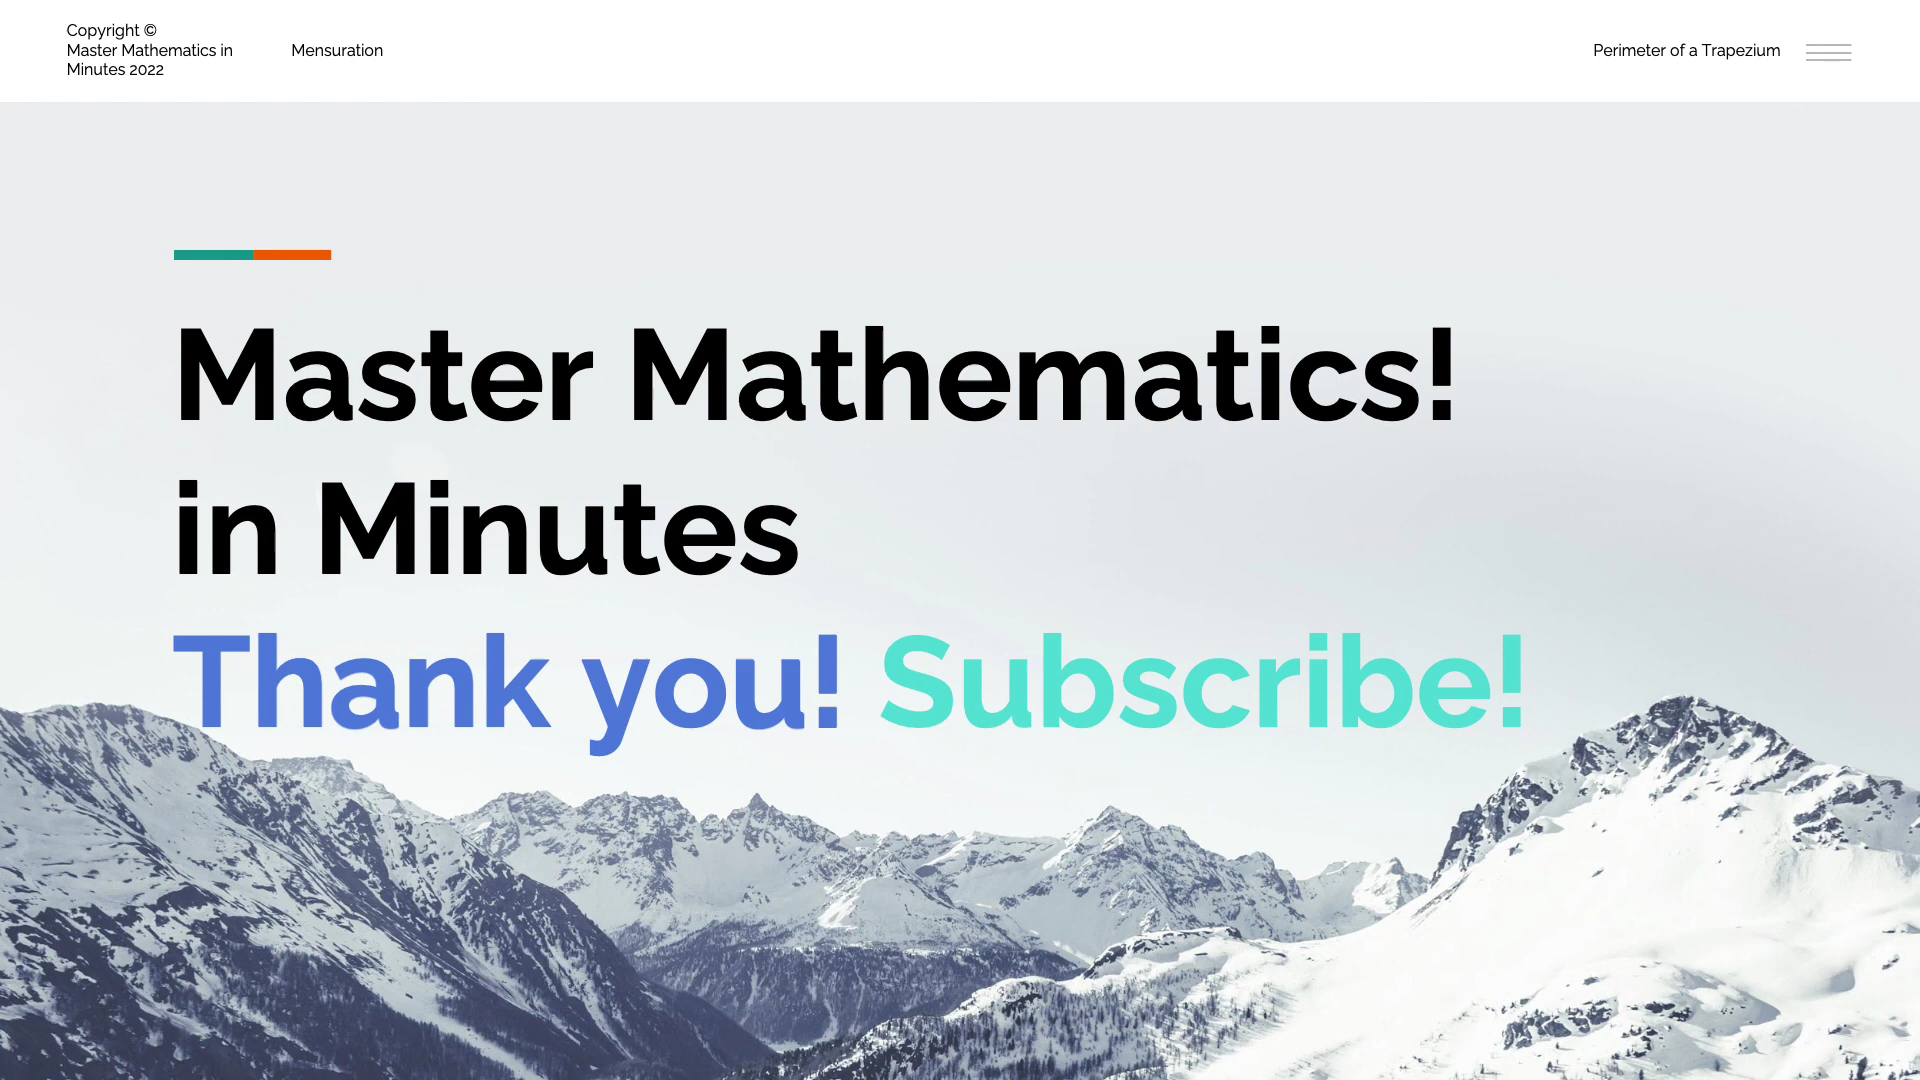 Copyright ©
Master Mathematics in
Minutes 2022
Mensuration
Perimeter of a Trapezium
Master Mathematics!
in Minutes
Thank you! Subscribe!